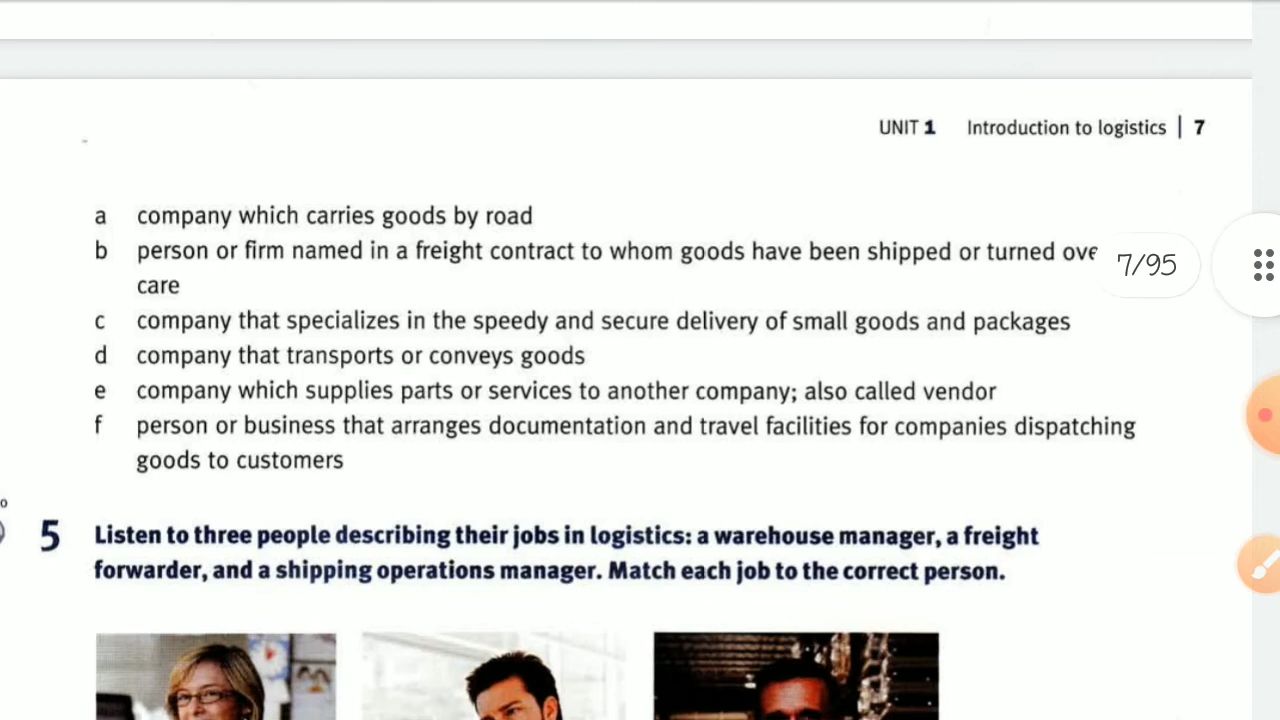 UNIT 1 Introduction to logistics | 7
a company which carries goods by road
b person or firm named in a freight contract to whom goods have been shipped or turned ove
care
7/95
c company that specializes in the speedy and secure delivery of small goods and packages
d company that transports or conveys goods
e company which supplies parts or services to another company; also called vendor
f person or business that arranges documentation and travel facilities for companies dispatching
goods to customers
5 Listen to three people describing their jobs in logistics: a warehouse manager, a freight
forwarder, and a shipping operations manager. Match each job to the correct person.